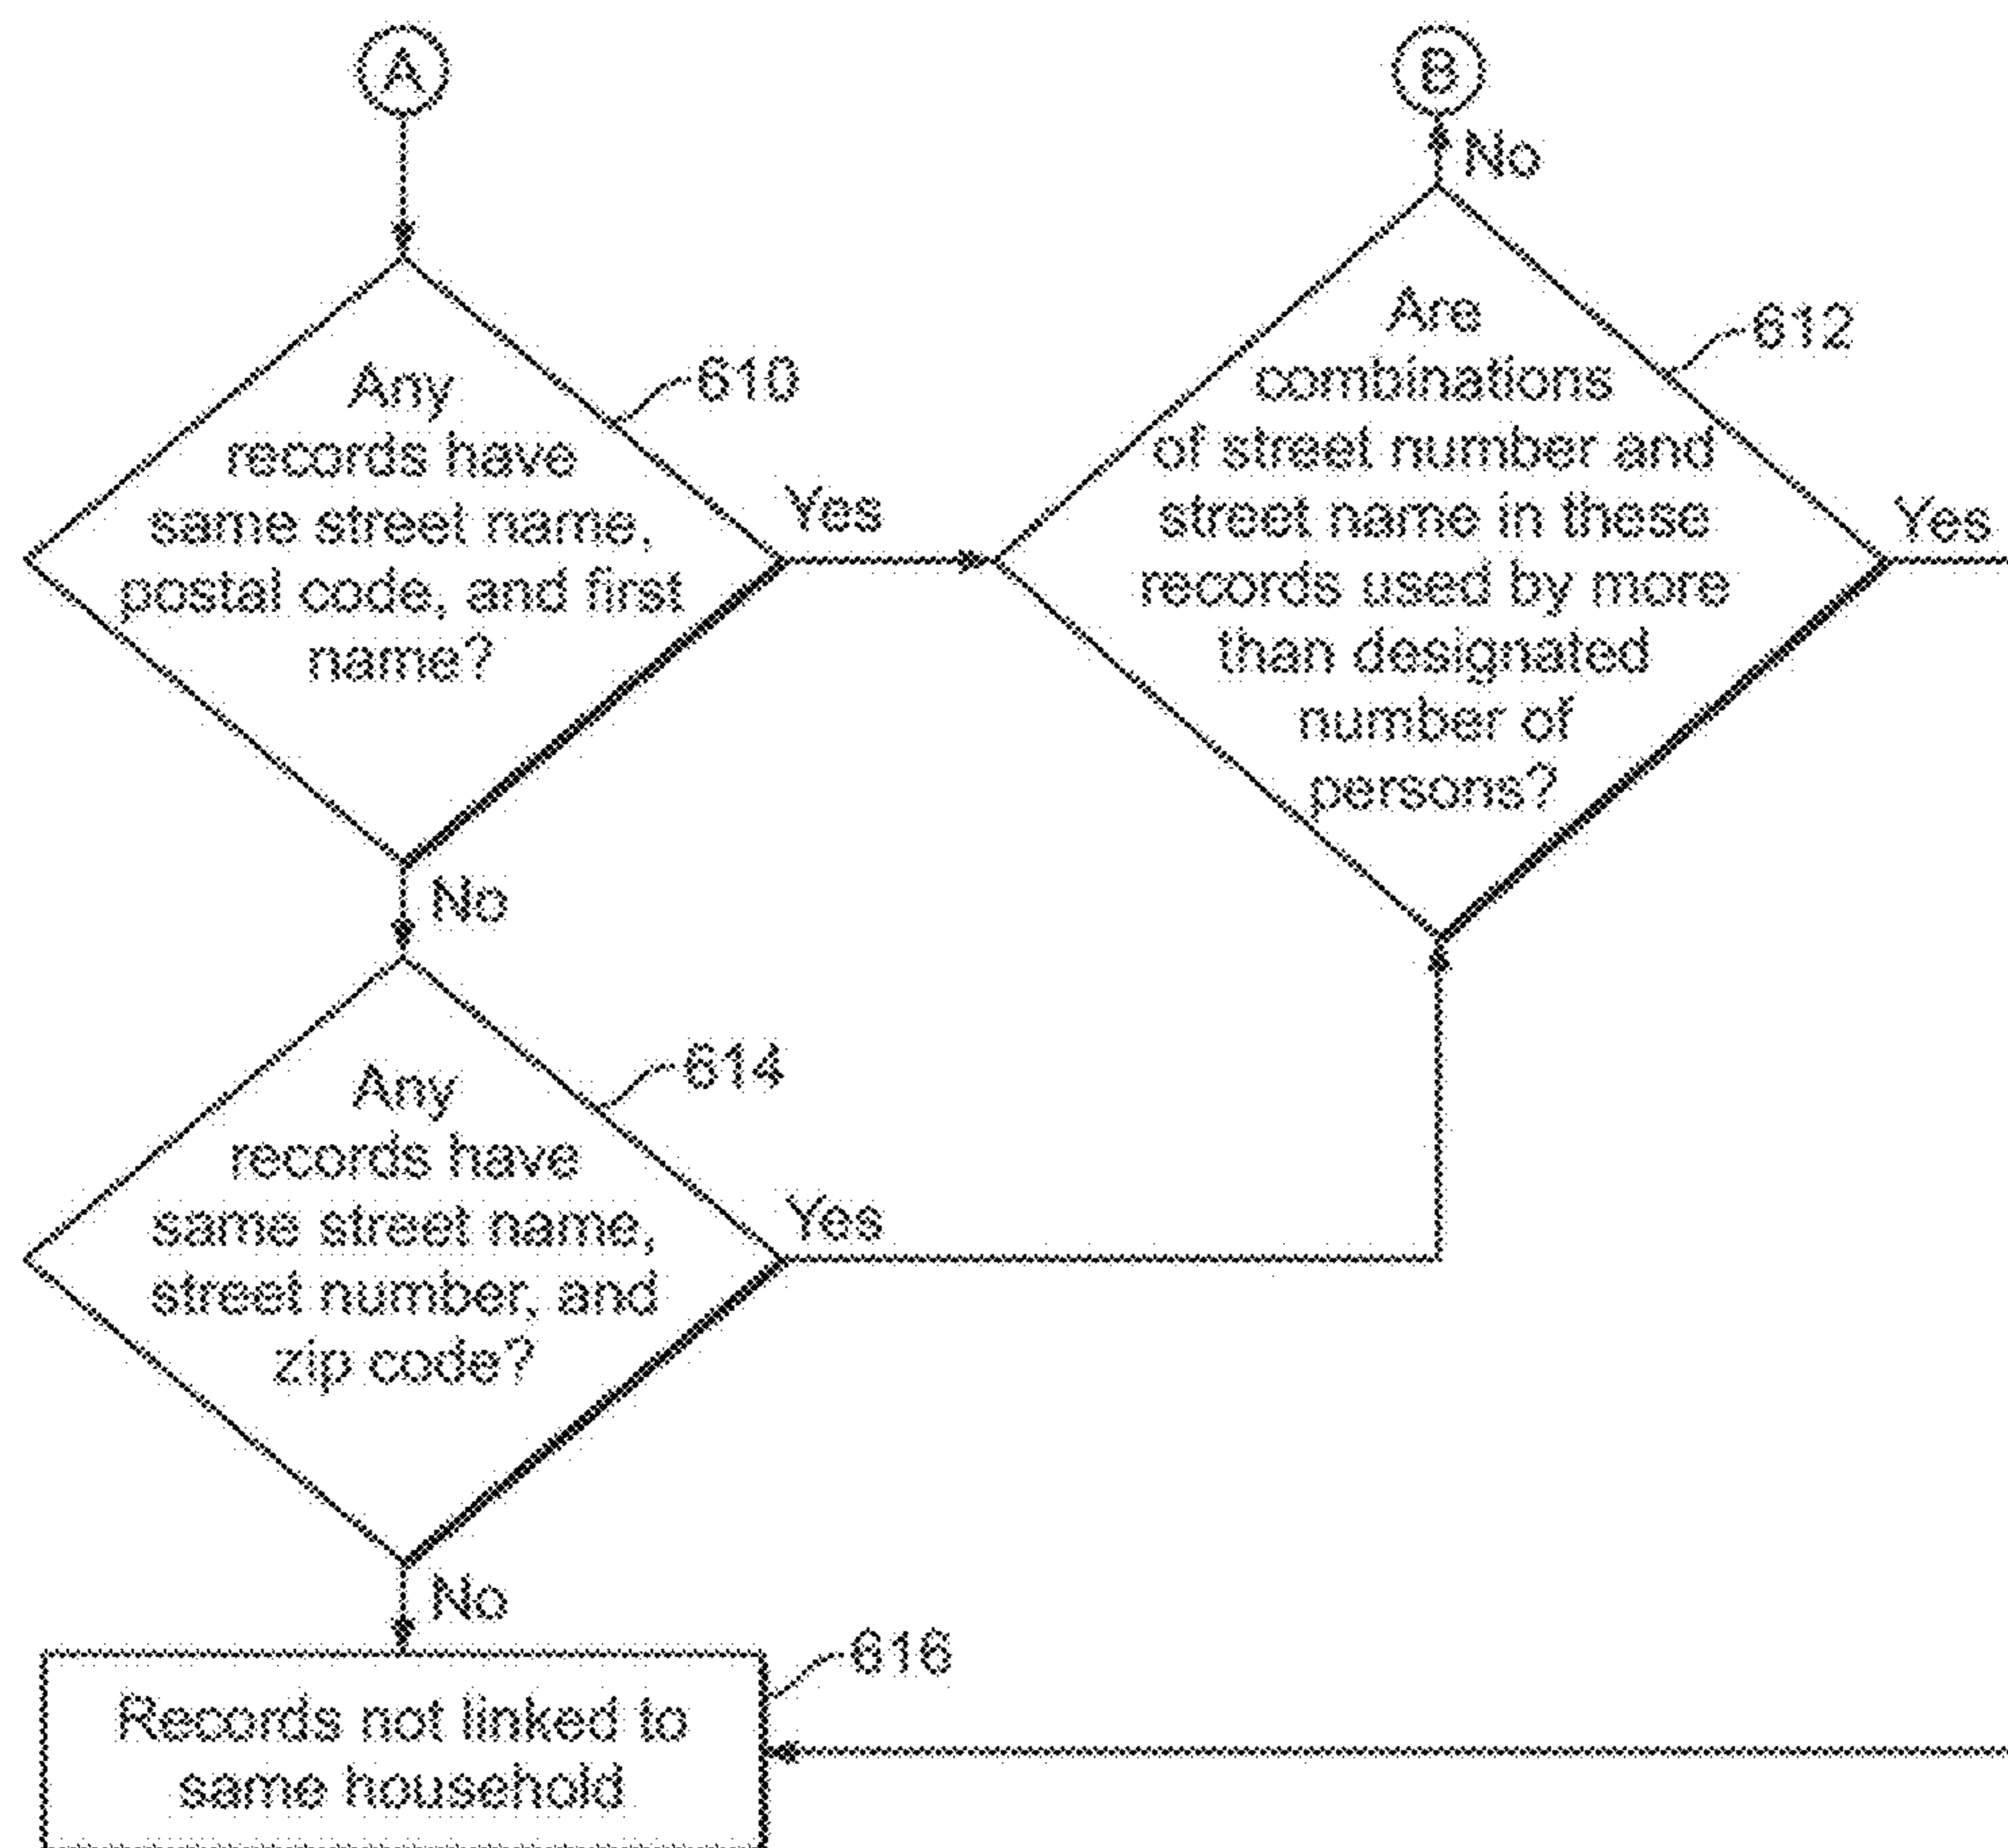 A
B
No
Any
records have
same street name,
postal code, and first
name?
610
Yes
Are
combinations
of street number and
street name in these
records used by more
than designated
number of
persons?
612
Yes
No
Any
records have
same street name,
street number, and
zip code?
614
Yes
No
Records not linked to
same household
616